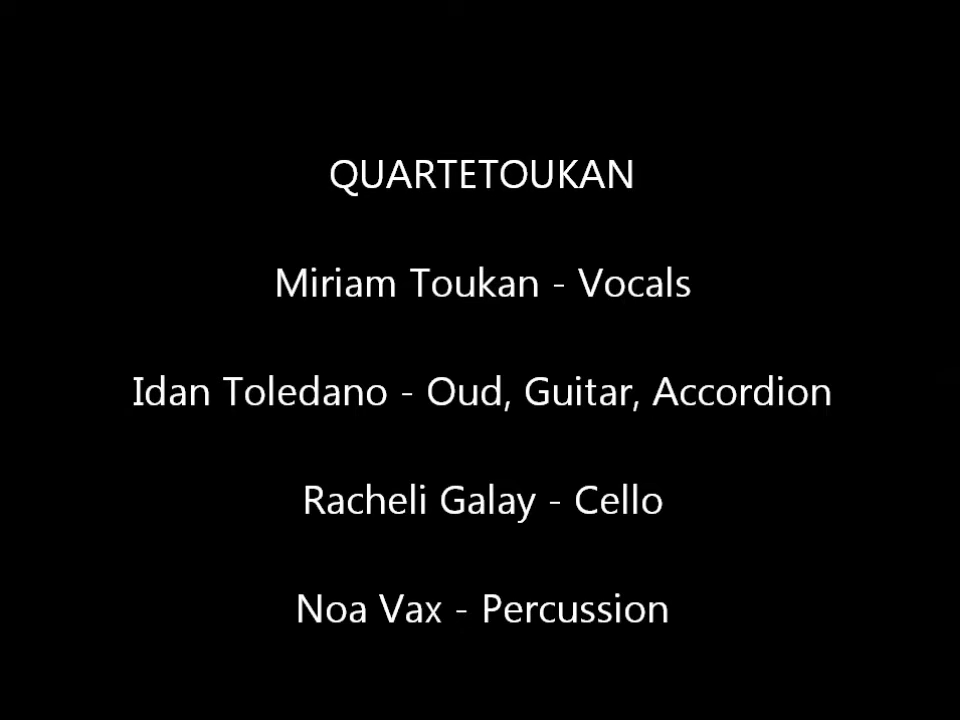 QUARTETOUKAN
Miriam Toukan - Vocals
Idan Toledano - Oud, Guitar, Accordion
Racheli Galay - Cello
Noa Vax - Percussion